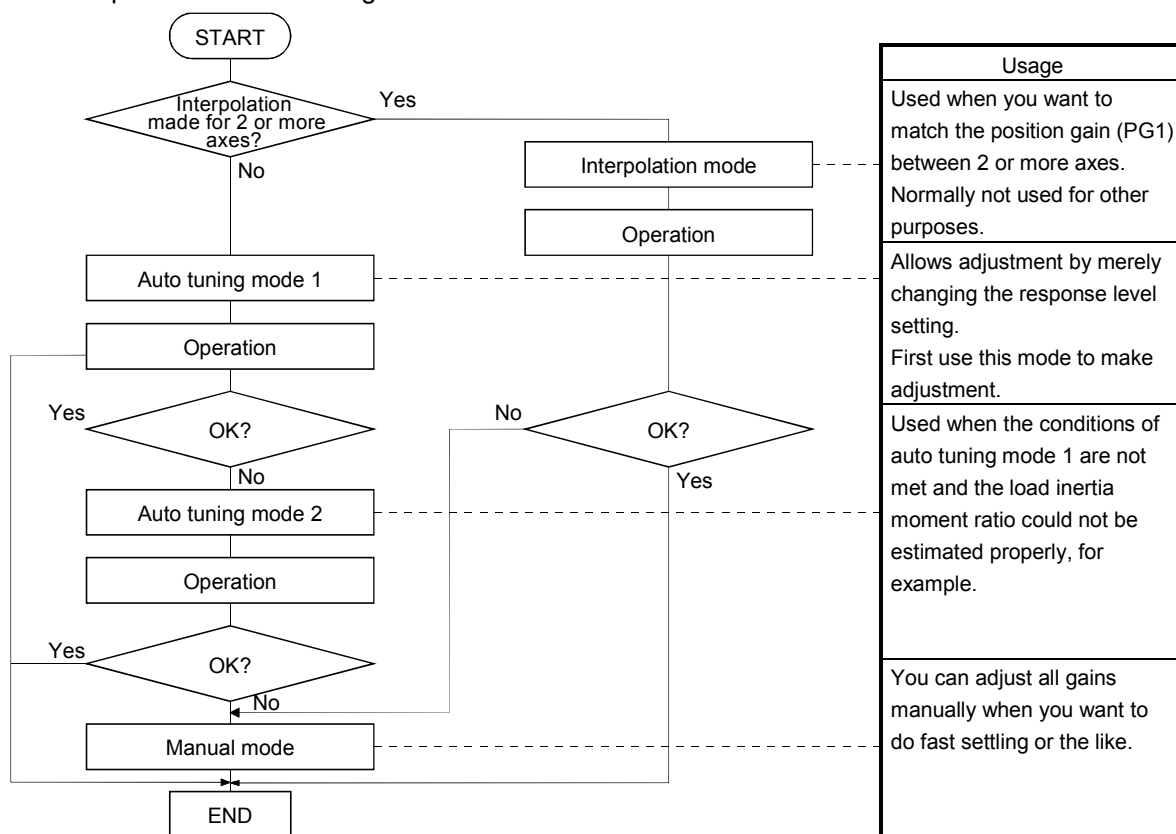 START
Interpolation
made for 2 or more
axes?
Yes
No
Interpolation mode
Operation
Auto tuning mode 1
Operation
Yes
OK?
No
No
OK?
Yes
Auto tuning mode 2
Operation
Yes
OK?
No
Manual mode
END
Usage
Used when you want to
match the position gain (PG1)
between 2 or more axes.
Normally not used for other
purposes.
Allows adjustment by merely
changing the response level
setting.
First use this mode to make
adjustment.
Used when the conditions of
auto tuning mode 1 are not
met and the load inertia
moment ratio could not be
estimated properly, for
example.
You can adjust all gains
manually when you want to
do fast settling or the like.